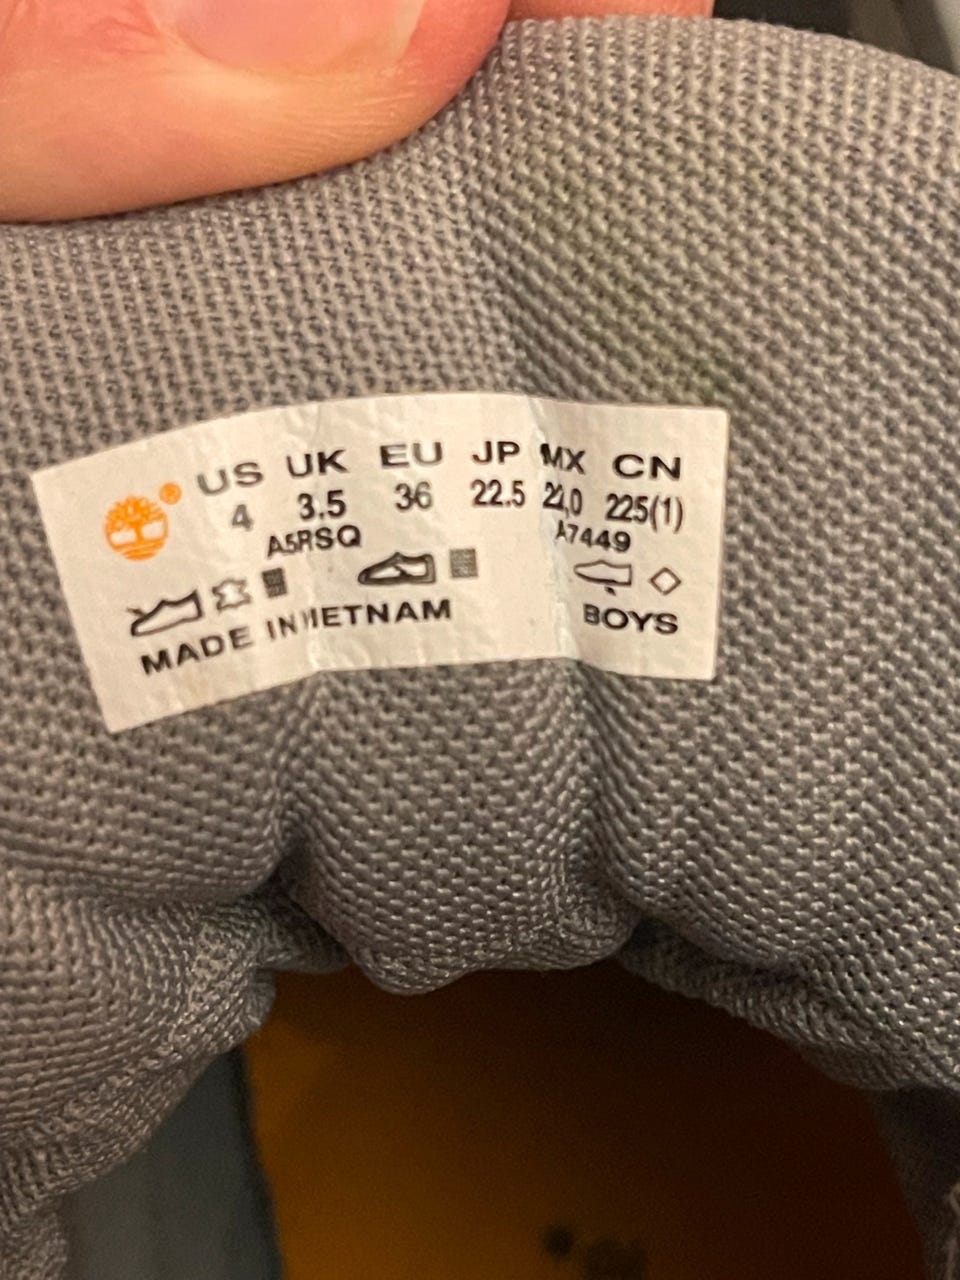 US UK EU JP MX CN
4 3.5 36 22.5 22,0 225(1)
A5RSQ A7449
MADE IN VIETNAM BOYS